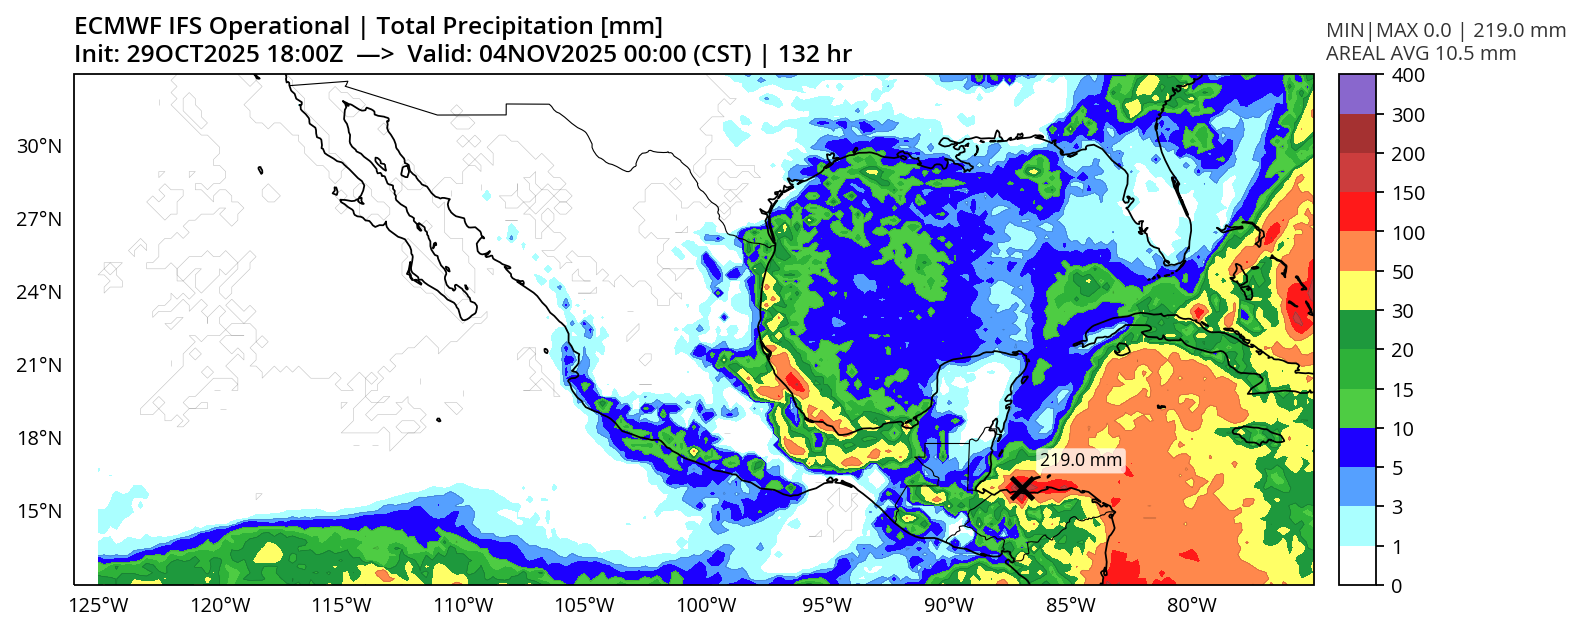 ECMWF IFS Operational | Total Precipitation [mm]
Init: 29OCT2025 18:00Z —> Valid: 04NOV2025 00:00 (CST) | 132 hr
MIN|MAX 0.0 | 219.0 mm
AREAL AVG 10.5 mm
400
300
200
150
100
50
30
20
15
10
5
3
1
0
30°N
27°N
24°N
21°N
18°N
15°N
219.0 mm
125°W 120°W 115°W 110°W 105°W 100°W 95°W 90°W 85°W 80°W